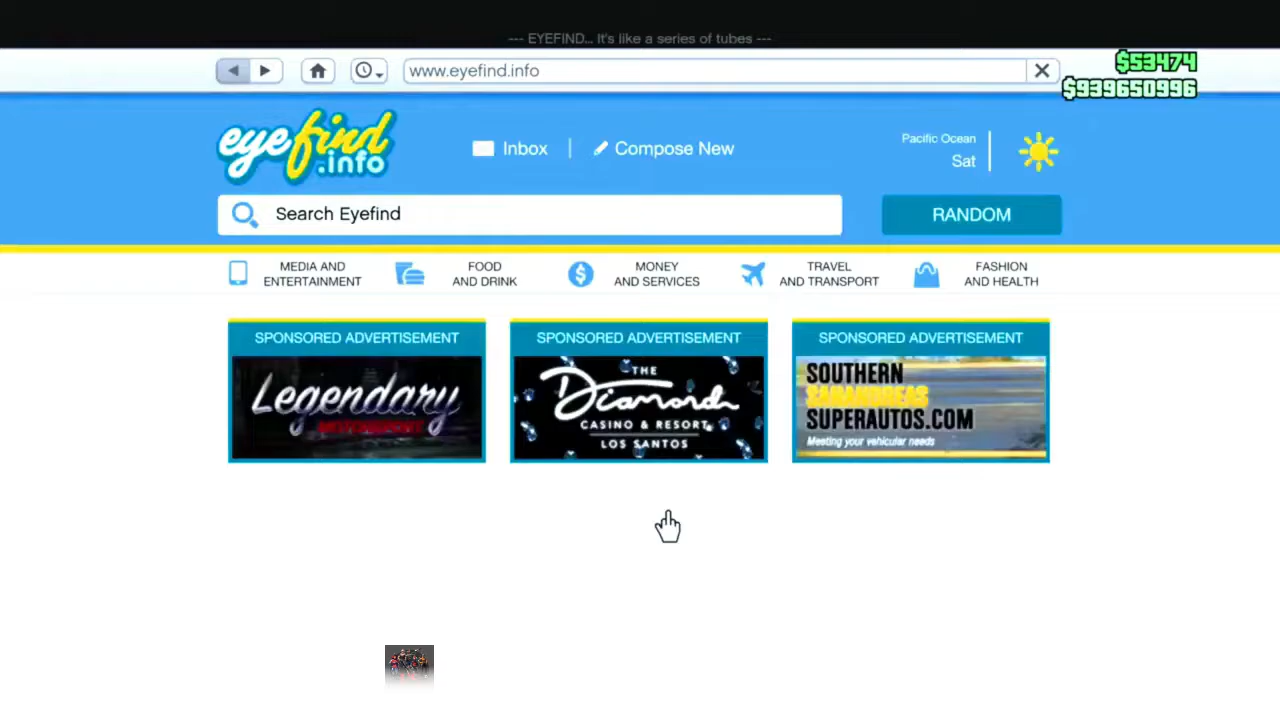 --- EYEFIND... It's like a series of tubes ---
www.eyefind.info
$53474
$939650996
eyefind
.info
Inbox
Compose New
Pacific Ocean
Sat
Search Eyefind
RANDOM
MEDIA AND
ENTERTAINMENT
FOOD
AND DRINK
MONEY
AND SERVICES
TRAVEL
AND TRANSPORT
FASHION
AND HEALTH
SPONSORED ADVERTISEMENT
Legendary
MOTORSPORT
SPONSORED ADVERTISEMENT
THE
Diamond
CASINO & RESORT
LOS SANTOS
SPONSORED ADVERTISEMENT
SOUTHERN
SANANDREAS
SUPERAUTOS.COM
Meeting your vehicular needs